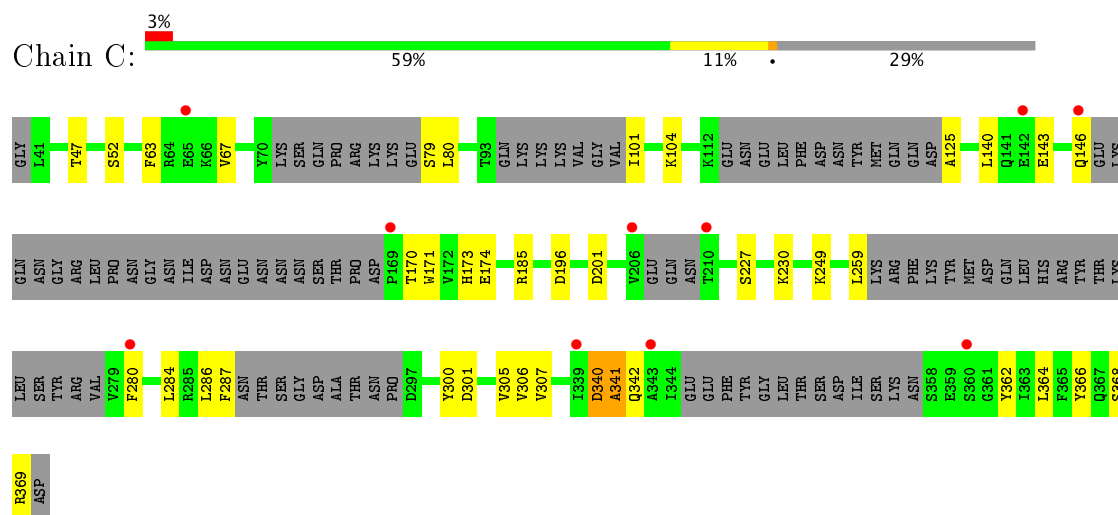 3%
Chain C:
59% 11% • 29%
GLY L41 T47 S52 F63 R64 E65 K66 V67 Y70 LYS SER GLN PRO ARG LYS LYS GLU S79 L80 T93 GLN LYS LYS LYS VAL GLY VAL I101 K104 K112 GLU ASN GLU LEU PHE ASP ASN TYR MET GLN GLN ASP A125 L140 Q141 E142 E143 Q146 GLU LYS
GLN ASN GLY ARG LEU PRO ASN GLY ASN ILE ASP ASN GLU ASN ASN ASN SER THR PRO ASP P169 T170 W171 V172 H173 E174 R185 D196 D201 V206 GLU GLN ASN T210 S227 K230 K249 L259 LYS ARG PHE LYS TYR MET ASP GLN LEU HIS ARG TYR THR LYS
LEU SER TYR ARG VAL V279 F280 L284 R285 L286 F287 ASN THR SER GLY ASP ALA THR ASN PRO D297 Y300 D301 V305 V306 V307 I339 D340 A341 Q342 A343 I344 GLU GLU PHE TYR GLY LEU THR SER ASP ILE SER LYS ASN S358 E359 S360 G361 Y362 I363 L364 F365 Y366 Q367 S368
R369 ASP